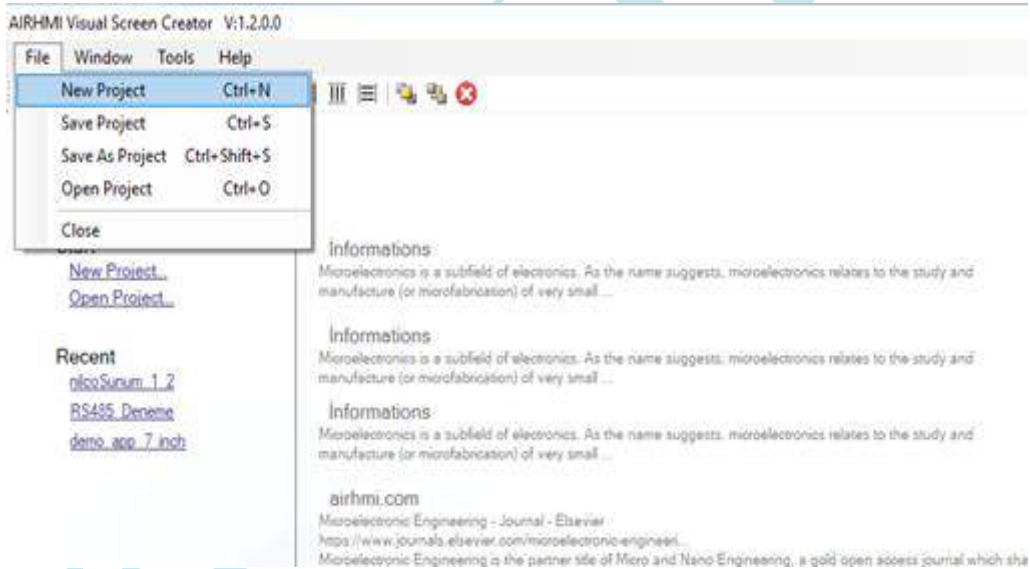 AIRHMI Visual Screen Creator V:1.2.0.0
File Window Tools Help
New Project Ctrl+N
Save Project Ctrl+S
Save As Project Ctrl+Shift+S
Open Project Ctrl+O
Close
New Project...
Open Project...
Recent
RS485_Deneme
demo_app_7_inch
Informations
Microelectronics is a subfield of electronics. As the name suggests, microelectronics relates to the study and
manufacture (or microfabrication) of very small ...
Informations
Microelectronics is a subfield of electronics. As the name suggests, microelectronics relates to the study and
manufacture (or microfabrication) of very small ...
Informations
Microelectronics is a subfield of electronics. As the name suggests, microelectronics relates to the study and
manufacture (or microfabrication) of very small ...
airhmi.com
Microelectronic Engineering - Journal - Elsevier
https://www.journals.elsevier.com/microelectronic-engineeri...
Microelectronic Engineering is the partner title of Micro and Nano Engineering, a gold open access journal which sha